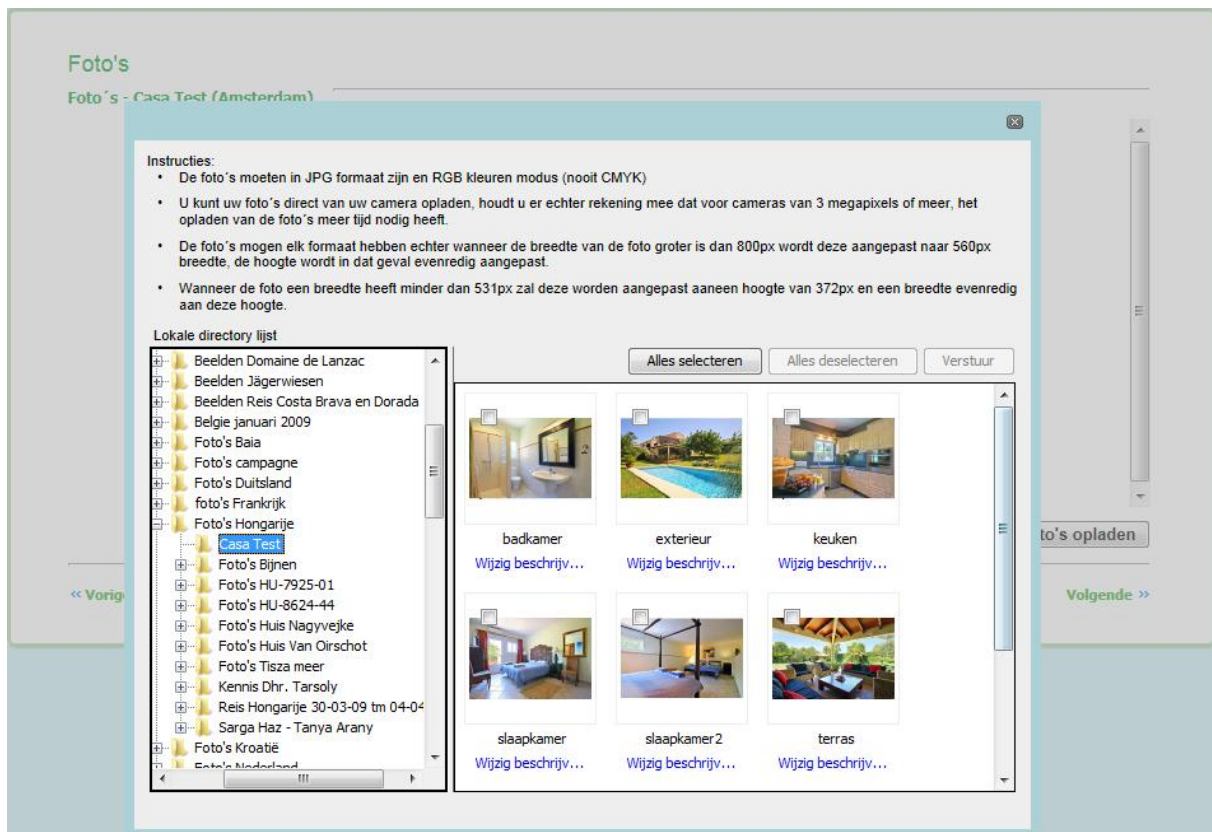 Foto's
Foto´s - Casa Test (Amsterdam)
Instructies:
• De foto´s moeten in JPG formaat zijn en RGB kleuren modus (nooit CMYK)
• U kunt uw foto´s direct van uw camera opladen, houdt u er echter rekening mee dat voor cameras van 3 megapixels of meer, het
opladen van de foto´s meer tijd nodig heeft.
• De foto´s mogen elk formaat hebben echter wanneer de breedte van de foto groter is dan 800px wordt deze aangepast naar 560px
breedte, de hoogte wordt in dat geval evenredig aangepast.
• Wanneer de foto een breedte heeft minder dan 531px zal deze worden aangepast aaneen hoogte van 372px en een breedte evenredig
aan deze hoogte.
Lokale directory lijst
Beelden Domaine de Lanzac
Beelden Jägerwiesen
Beelden Reis Costa Brava en Dorada
Belgie januari 2009
Foto's Baia
Foto's campagne
Foto's Duitsland
foto's Frankrijk
Foto's Hongarije
Casa Test
Foto's Bijnen
Foto's HU-7925-01
Foto's HU-8624-44
Foto's Huis Nagyvejke
Foto's Huis Van Oirschot
Foto's Tisza meer
Kennis Dhr. Tarsoly
Reis Hongarije 30-03-09 tm 04-04
Sarga Haz - Tanya Arany
Foto's Kroatië
Foto's Nederland
Alles selecteren
Alles deselecteren
Verstuur
badkamer
exterieur
keuken
Wijzig beschrijv...
Wijzig beschrijv...
Wijzig beschrijv...
slaapkamer
slaapkamer2
terras
Wijzig beschrijv...
Wijzig beschrijv...
Wijzig beschrijv...
to's opladen
« Vorig
Volgende »